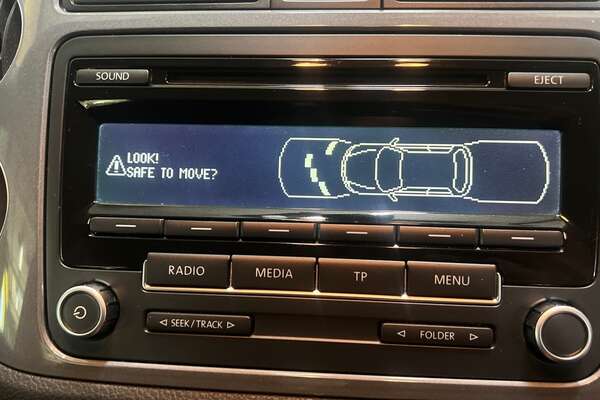 SOUND
EJECT
LOOK!
SAFE TO MOVE?
RADIO
MEDIA
TP
MENU
SEEK/TRACK
FOLDER